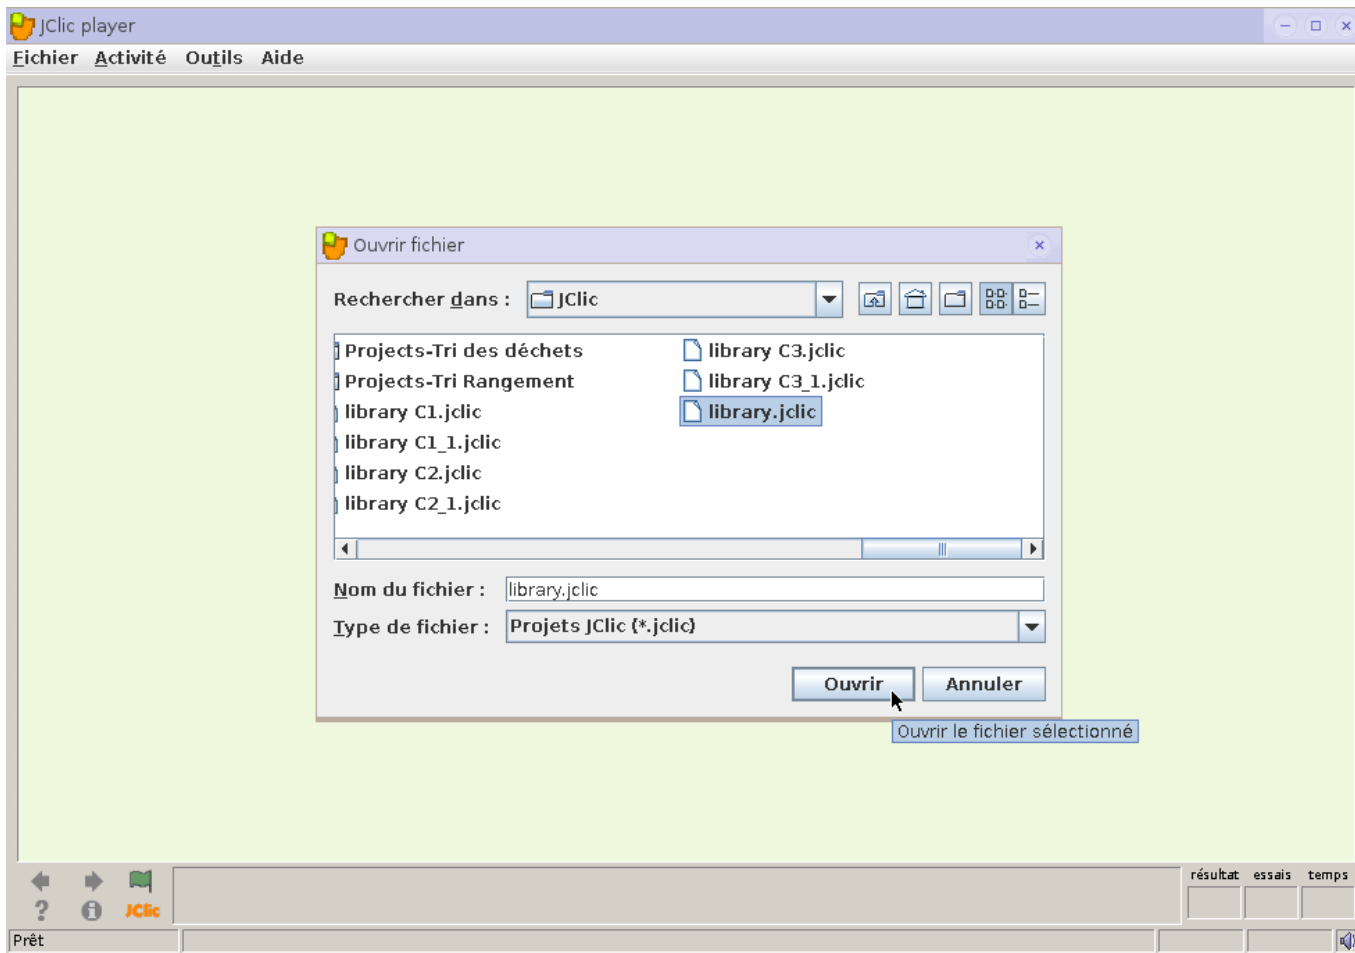 JClic player
Fichier Activité Outils Aide
Ouvrir fichier
Rechercher dans : JClic
Projects-Tri des déchets
Projects-Tri Rangement
library C1.jclic
library C1_1.jclic
library C2.jclic
library C2_1.jclic
library C3.jclic
library C3_1.jclic
library.jclic
Nom du fichier : library.jclic
Type de fichier : Projets JClic (*.jclic)
Ouvrir Annuler
Ouvrir le fichier sélectionné
résultat essais temps
JClic
Prêt